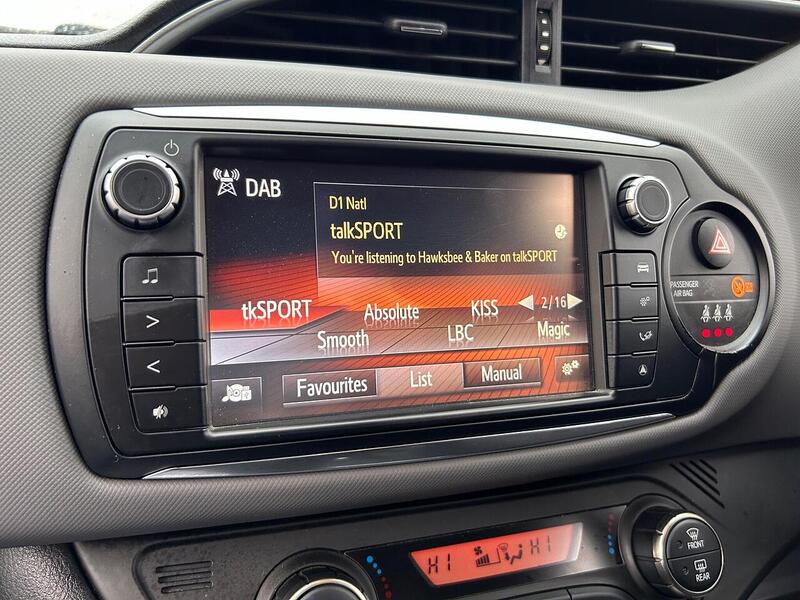 DAB
D1 Natl
talkSPORT
You're listening to Hawksbee & Baker on talkSPORT
tkSPORT Absolute KISS 2/16
Smooth LBC Magic
Favourites List Manual
PASSENGER
AIR BAG
HI HI
FRONT
REAR